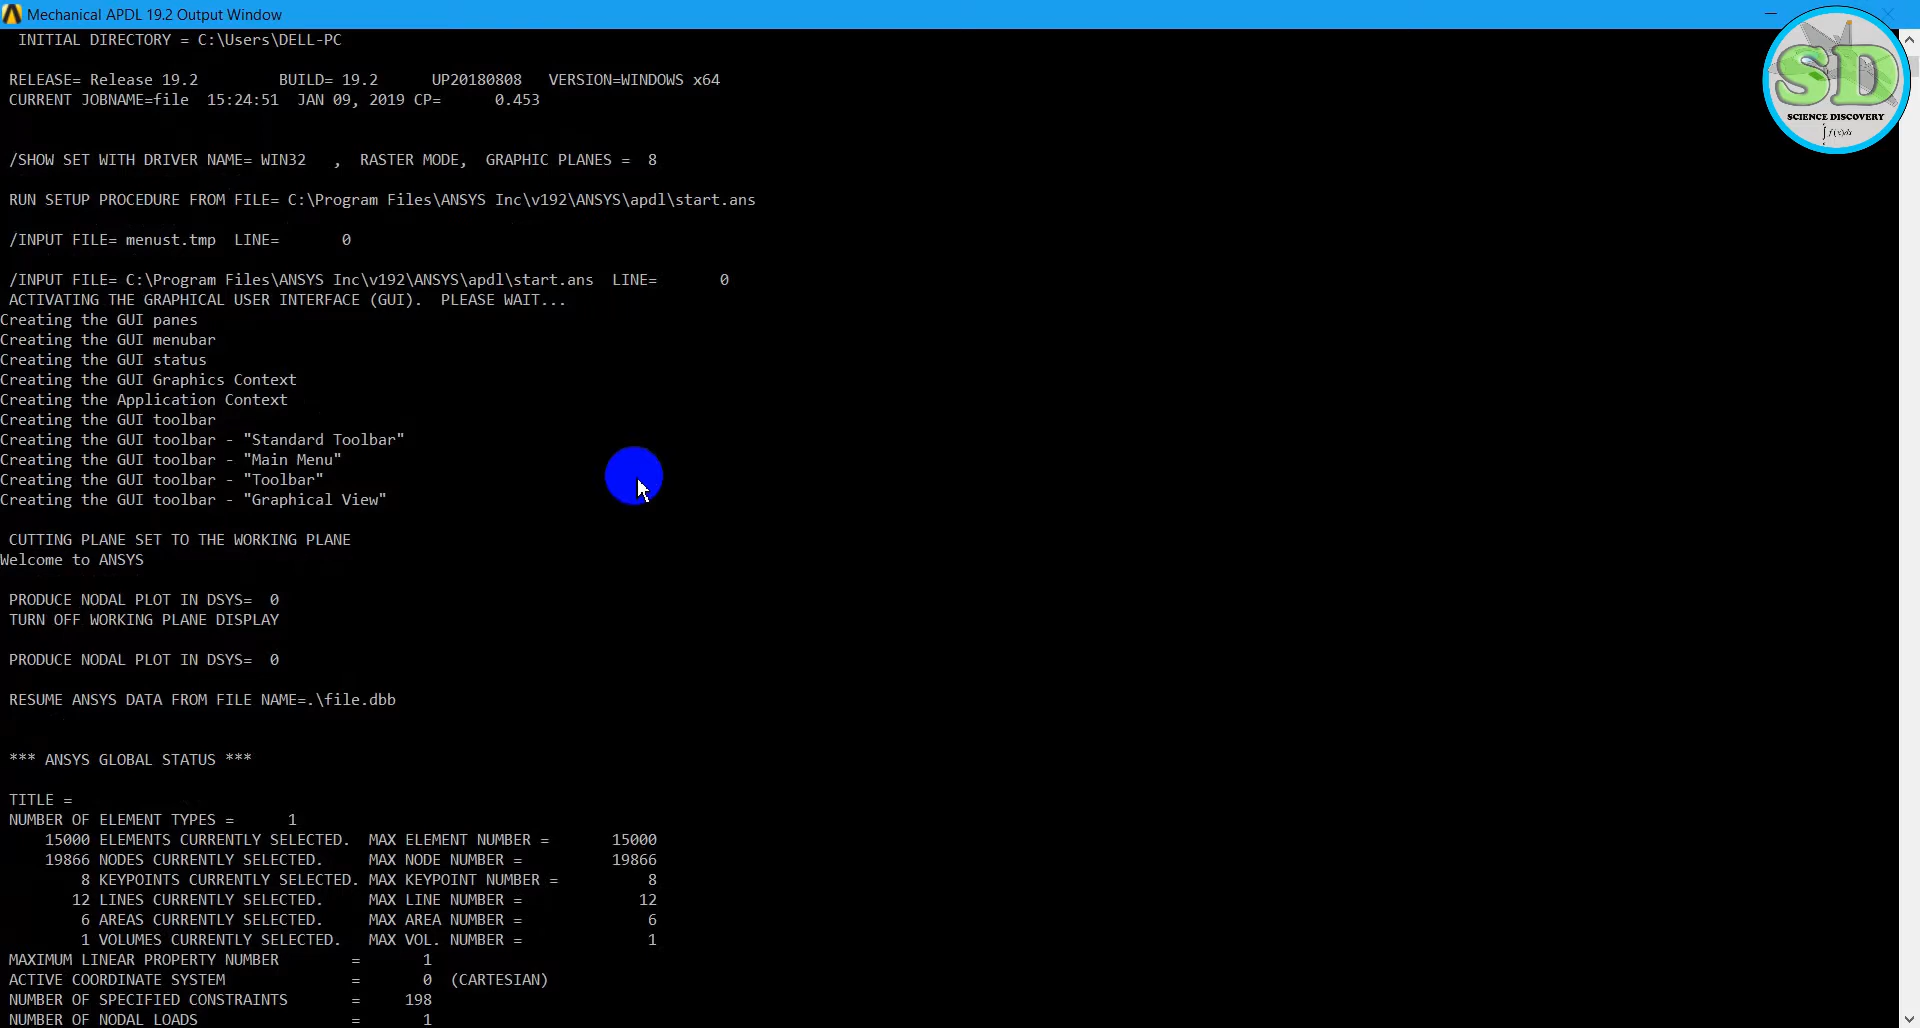 Mechanical APDL 19.2 Output Window
INITIAL DIRECTORY = C:\Users\DELL-PC
RELEASE= Release 19.2 BUILD= 19.2 UP20180808 VERSION=WINDOWS x64
CURRENT JOBNAME=file 15:24:51 JAN 09, 2019 CP= 0.453
/SHOW SET WITH DRIVER NAME= WIN32 , RASTER MODE, GRAPHIC PLANES = 8
RUN SETUP PROCEDURE FROM FILE= C:\Program Files\ANSYS Inc\v192\ANSYS\apdl\start.ans
/INPUT FILE= menust.tmp LINE= 0
/INPUT FILE= C:\Program Files\ANSYS Inc\v192\ANSYS\apdl\start.ans LINE= 0
ACTIVATING THE GRAPHICAL USER INTERFACE (GUI). PLEASE WAIT...
Creating the GUI panes
Creating the GUI menubar
Creating the GUI status
Creating the GUI Graphics Context
Creating the Application Context
Creating the GUI toolbar
Creating the GUI toolbar - "Standard Toolbar"
Creating the GUI toolbar - "Main Menu"
Creating the GUI toolbar - "Toolbar"
Creating the GUI toolbar - "Graphical View"
CUTTING PLANE SET TO THE WORKING PLANE
Welcome to ANSYS
PRODUCE NODAL PLOT IN DSYS= 0
TURN OFF WORKING PLANE DISPLAY
PRODUCE NODAL PLOT IN DSYS= 0
RESUME ANSYS DATA FROM FILE NAME=.\file.dbb
*** ANSYS GLOBAL STATUS ***
TITLE =
NUMBER OF ELEMENT TYPES = 1
15000 ELEMENTS CURRENTLY SELECTED. MAX ELEMENT NUMBER = 15000
19866 NODES CURRENTLY SELECTED. MAX NODE NUMBER = 19866
8 KEYPOINTS CURRENTLY SELECTED. MAX KEYPOINT NUMBER = 8
12 LINES CURRENTLY SELECTED. MAX LINE NUMBER = 12
6 AREAS CURRENTLY SELECTED. MAX AREA NUMBER = 6
1 VOLUMES CURRENTLY SELECTED. MAX VOL. NUMBER = 1
MAXIMUM LINEAR PROPERTY NUMBER = 1
ACTIVE COORDINATE SYSTEM = 0 (CARTESIAN)
NUMBER OF SPECIFIED CONSTRAINTS = 198
NUMBER OF NODAL LOADS = 1
SD
SCIENCE DISCOVERY
∫f(x)dx